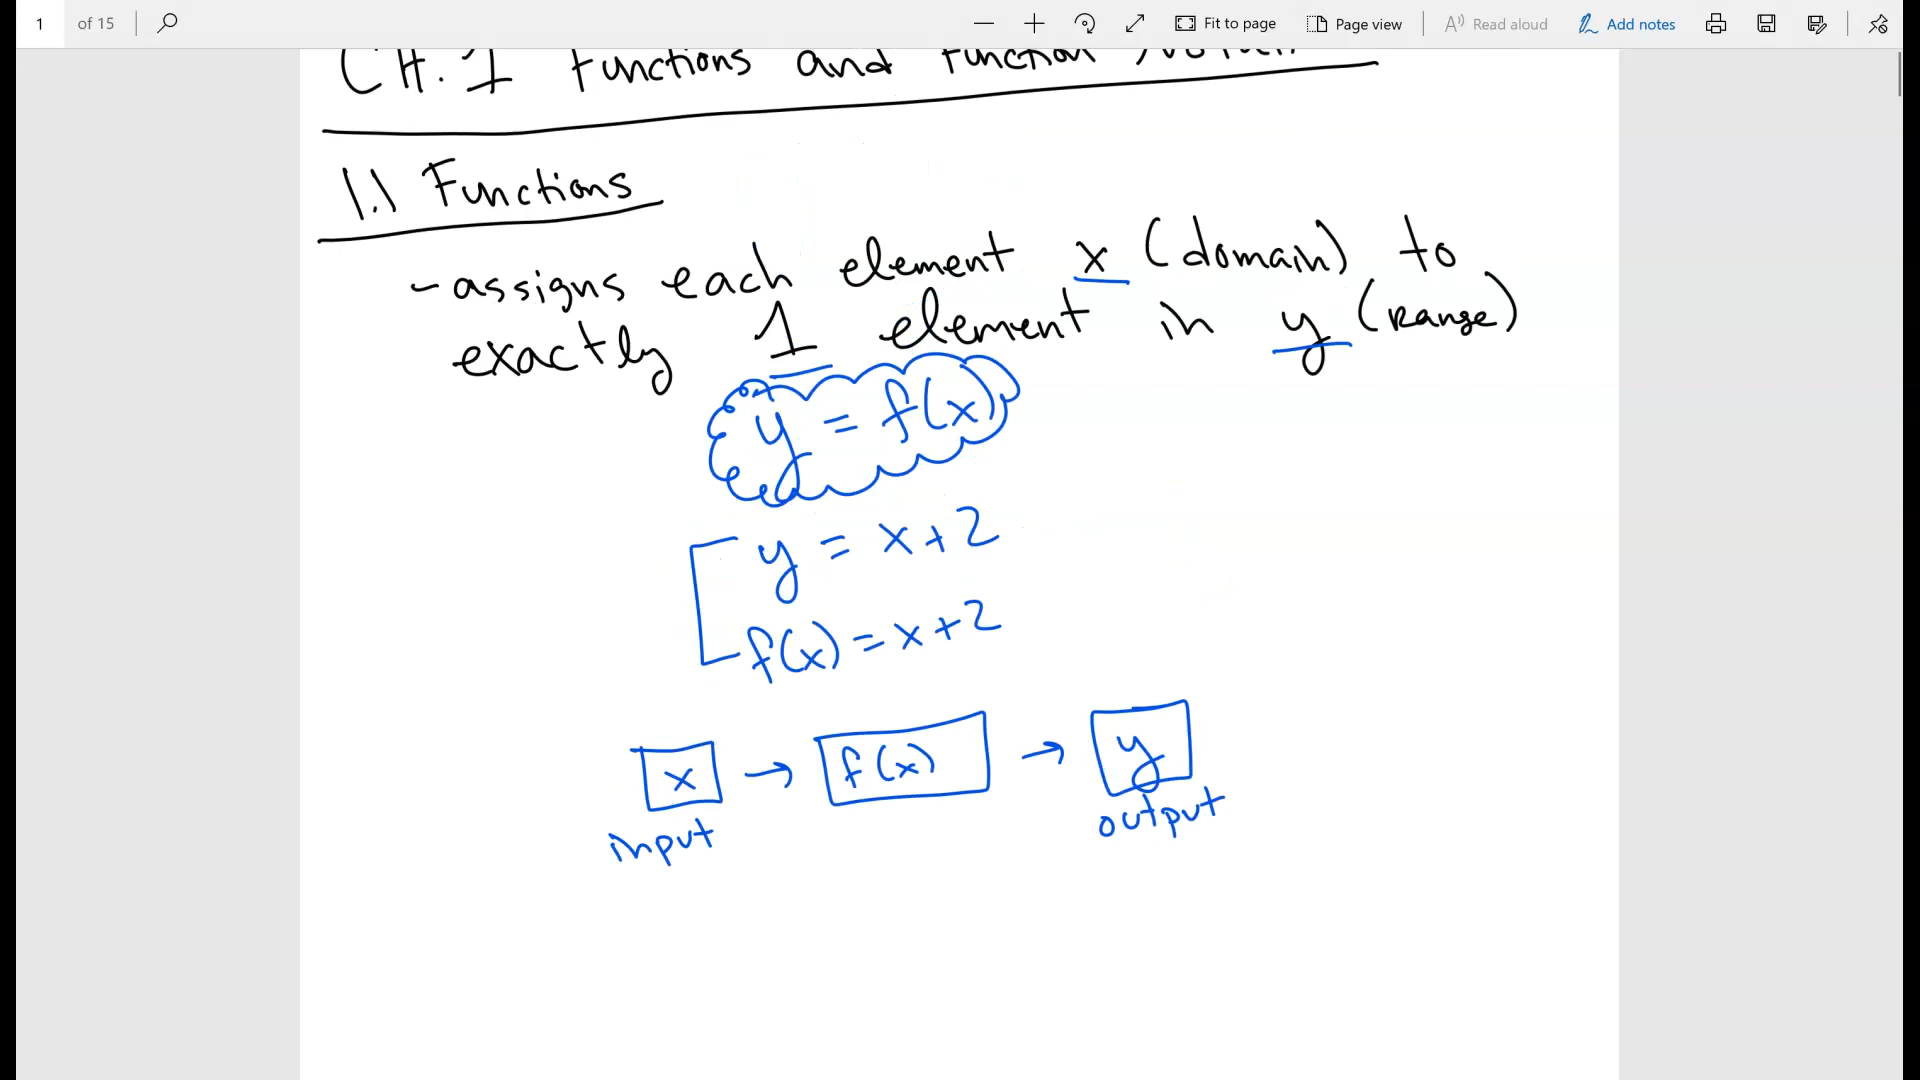 1 of 15 Fit to page Page view Read aloud Add notes
CH. 1 Functions and Function
1.1 Functions
- assigns each element x (domain) to
exactly 1 element in y (range)
y = f(x)
y = x+2
f(x) = x+2
x → f(x) → y
input output